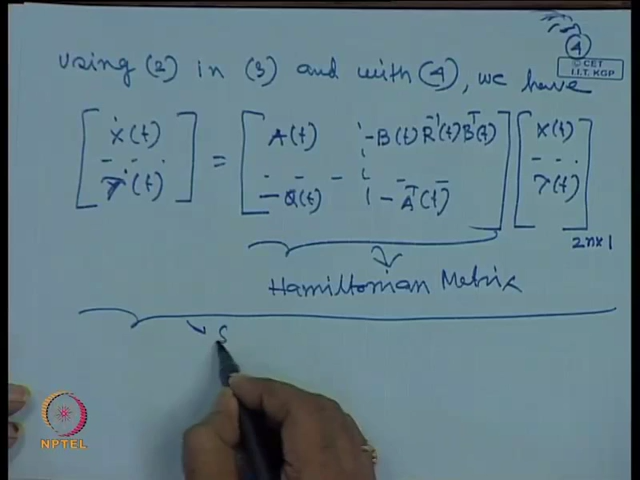 4
© CET
I.I.T. KGP
using (2) in (3) and with (4), we have
[ẋ(t) / λ̇(t)] = [A(t) -B(t)R⁻¹(t)Bᵀ(t) / -Q(t) -Aᵀ(t)] [x(t) / λ(t)] 2n×1
Hamiltonian Metrix
S
NPTEL